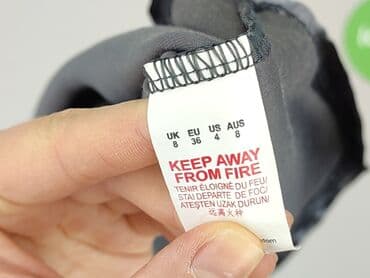 UK EU US AUS
8 36 4 8
KEEP AWAY
FROM FIRE
TENIR ÉLOIGNÉ DU FEU/
STAI DEPARTE DE FOC/
ATEŞTEN UZAK DURUN/